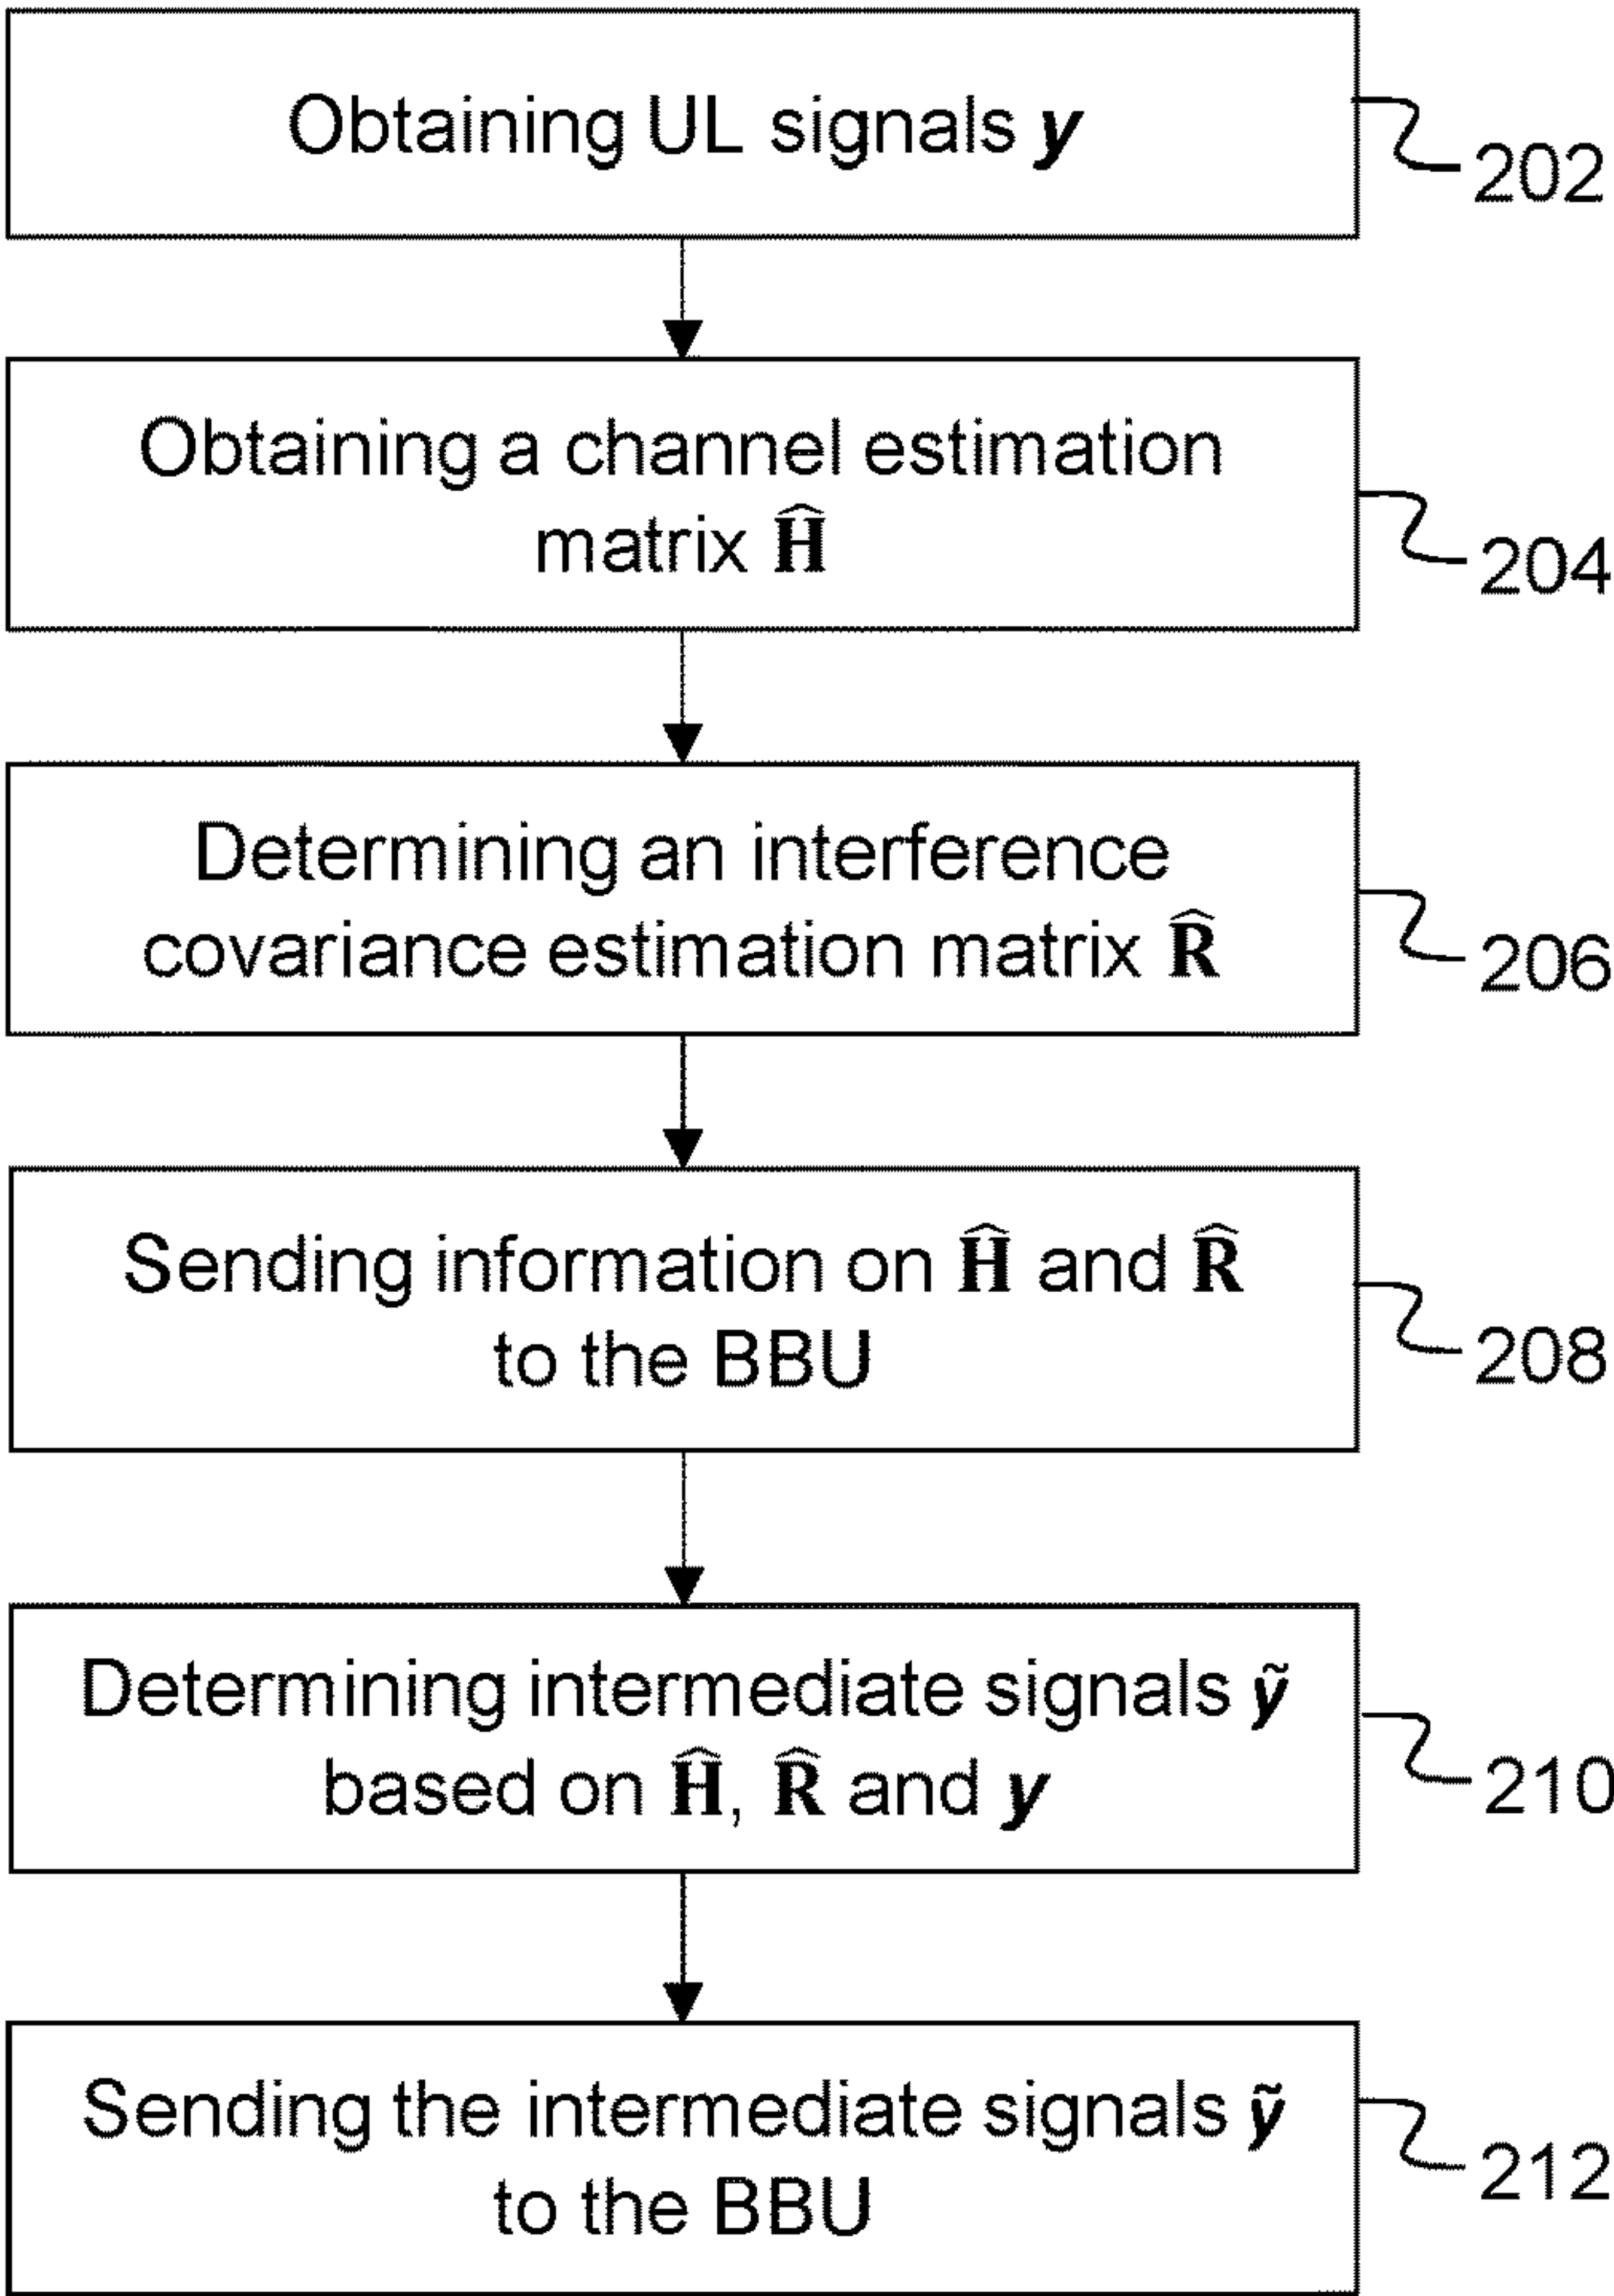 Obtaining UL signals y
202
Obtaining a channel estimation
matrix Ĥ
204
Determining an interference
covariance estimation matrix R̂
206
Sending information on Ĥ and R̂
to the BBU
208
Determining intermediate signals ỹ
based on Ĥ, R̂ and y
210
Sending the intermediate signals ỹ
to the BBU
212